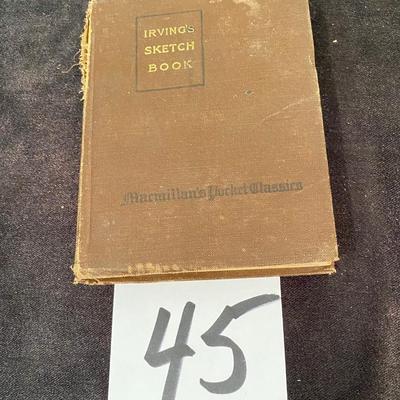 IRVING'S
SKETCH
BOOK
Macmillan's Pocket Classics
45